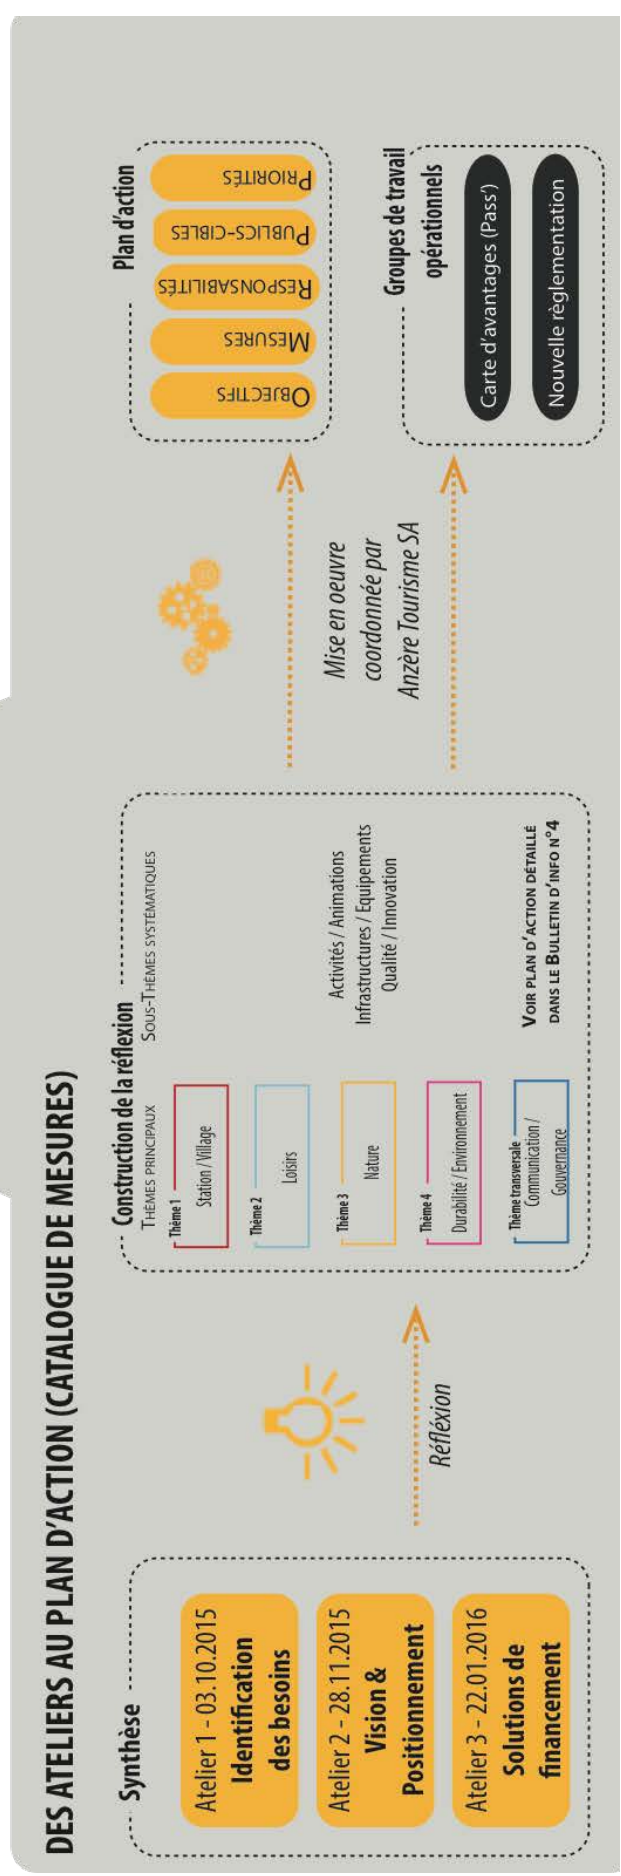 DES ATELIERS AU PLAN D'ACTION (CATALOGUE DE MESURES)
Synthèse
Atelier 1 - 03.10.2015
Identification
des besoins
Atelier 2 - 28.11.2015
Vision &
Positionnement
Atelier 3 - 22.01.2016
Solutions de
financement
Réfléxion
Construction de la réflexion
THÈMES PRINCIPAUX
SOUS-THÈMES SYSTÉMATIQUES
Thème 1
Station / Village
Thème 2
Loisirs
Thème 3
Nature
Thème 4
Durabilité / Environnement
Thème transversale
Communication /
Gouvernance
Activités / Animations
Infrastructures / Equipements
Qualité / Innovation
VOIR PLAN D'ACTION DÉTAILLÉ
DANS LE BULLETIN D'INFO N°4
Mise en oeuvre
coordonnée par
Anzère Tourisme SA
Plan d'action
OBJECTIFS
MESURES
RESPONSABILITÉS
PUBLICS-CIBLES
PRIORITÉS
Groupes de travail
opérationnels
Carte d'avantages (Pass')
Nouvelle règlementation